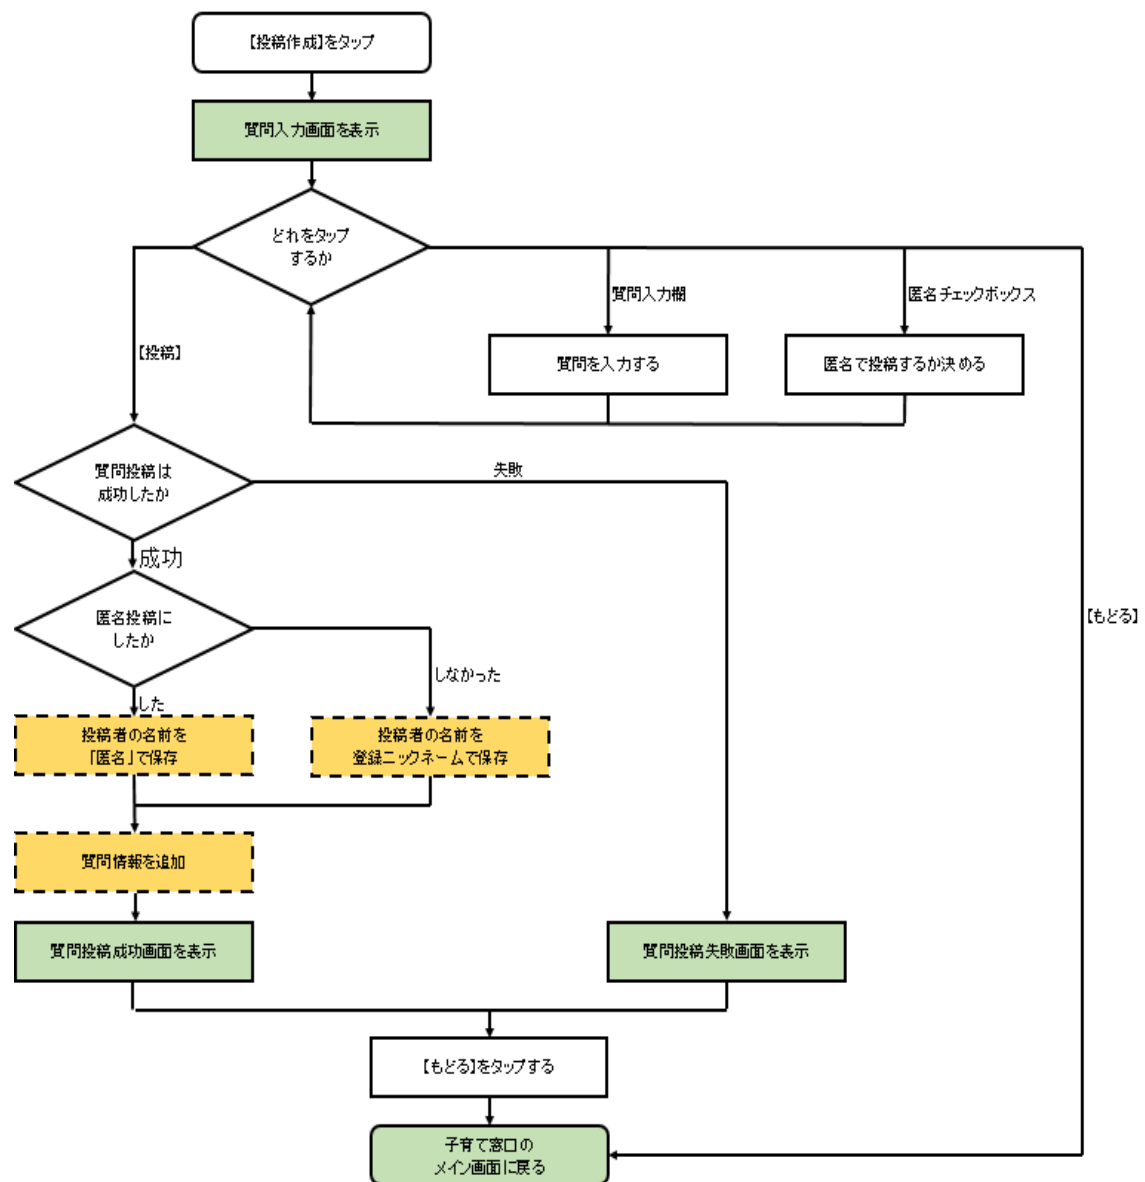 【投稿作成】をタップ
質問入力画面を表示
どれをタップ
するか
質問入力欄
匿名チェックボックス
【投稿】
質問を入力する
匿名で投稿するか決める
質問投稿は
成功したか
失敗
成功
匿名投稿に
したか
【もどる】
しなかった
した
投稿者の名前を
「匿名」で保存
投稿者の名前を
登録ニックネームで保存
質問情報を追加
質問投稿成功画面を表示
質問投稿失敗画面を表示
【もどる】をタップする
子育て窓口の
メイン画面に戻る